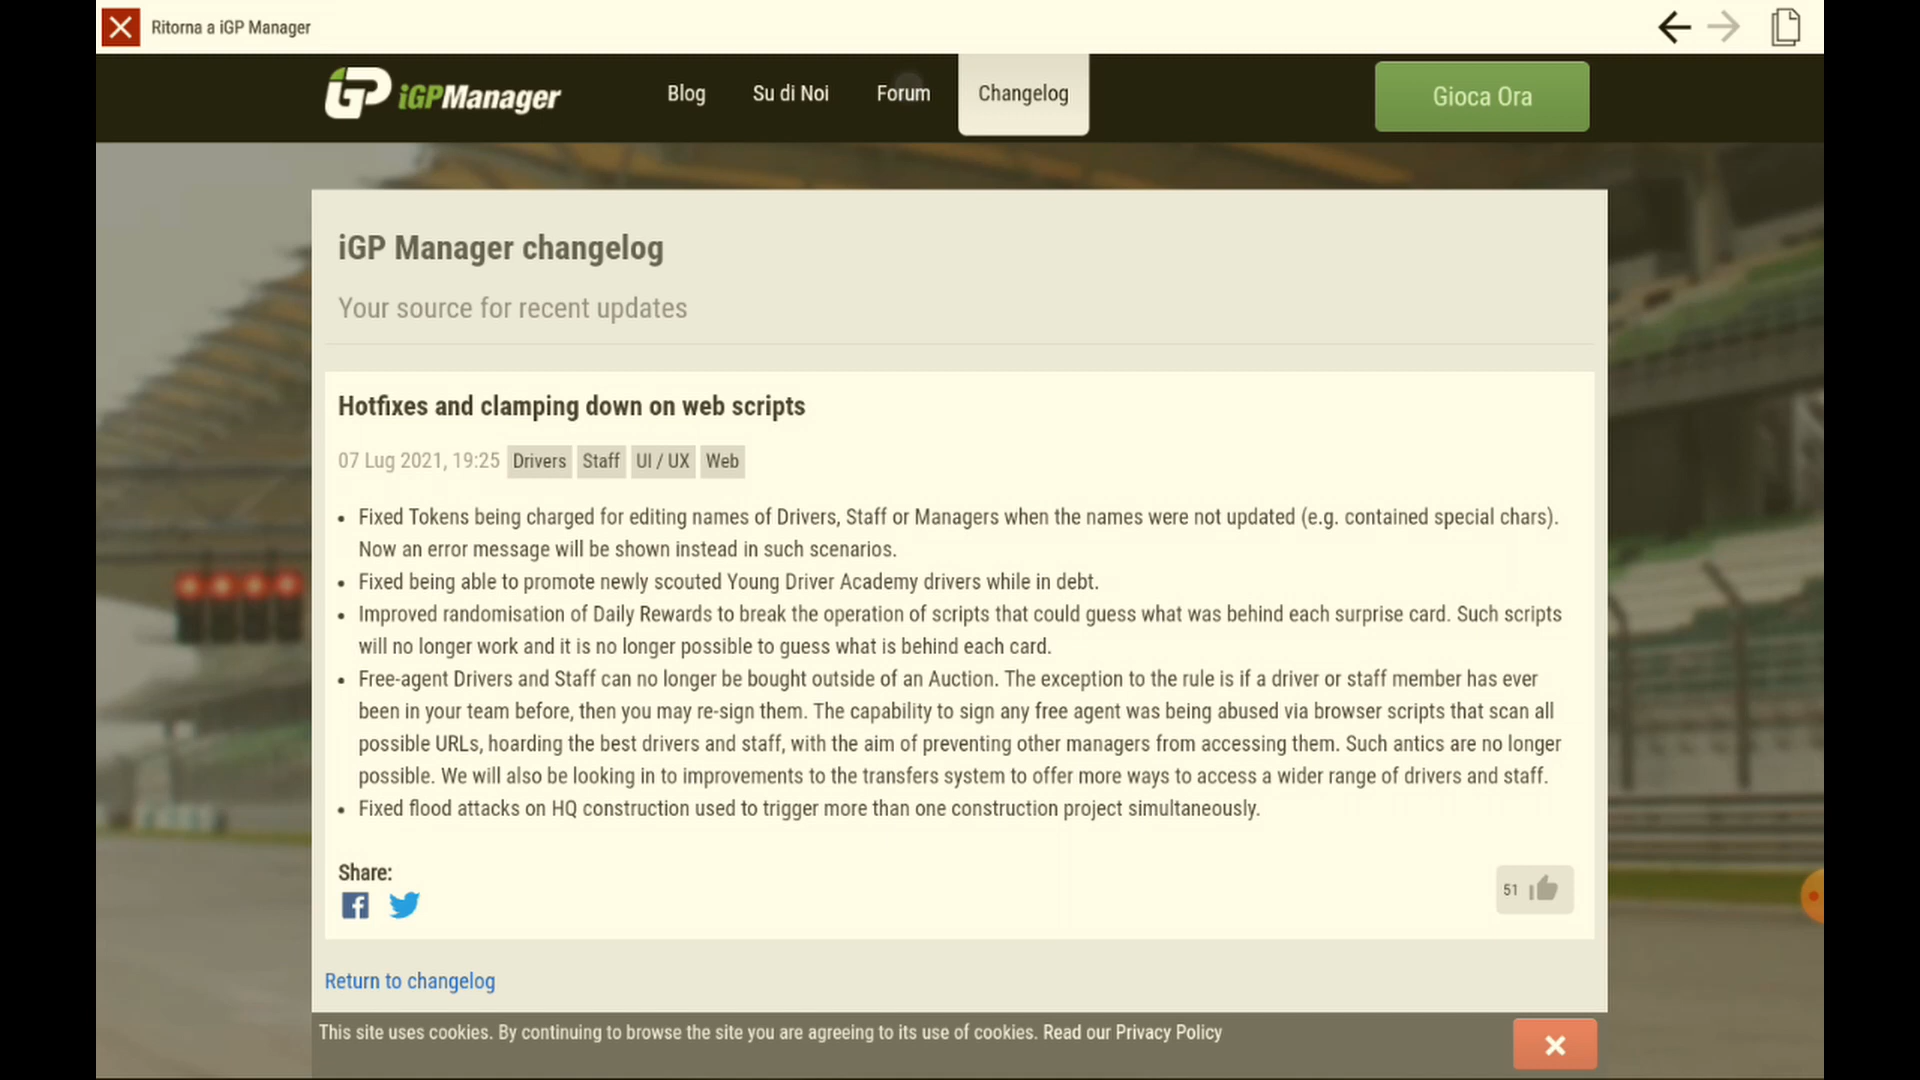 Ritorna a iGP Manager
iGPManager
Blog
Su di Noi
Forum
Changelog
Gioca Ora
iGP Manager changelog
Your source for recent updates
Hotfixes and clamping down on web scripts
07 Lug 2021, 19:25 Drivers Staff UI / UX Web
• Fixed Tokens being charged for editing names of Drivers, Staff or Managers when the names were not updated (e.g. contained special chars).
Now an error message will be shown instead in such scenarios.
• Fixed being able to promote newly scouted Young Driver Academy drivers while in debt.
• Improved randomisation of Daily Rewards to break the operation of scripts that could guess what was behind each surprise card. Such scripts
will no longer work and it is no longer possible to guess what is behind each card.
• Free-agent Drivers and Staff can no longer be bought outside of an Auction. The exception to the rule is if a driver or staff member has ever
been in your team before, then you may re-sign them. The capability to sign any free agent was being abused via browser scripts that scan all
possible URLs, hoarding the best drivers and staff, with the aim of preventing other managers from accessing them. Such antics are no longer
possible. We will also be looking in to improvements to the transfers system to offer more ways to access a wider range of drivers and staff.
• Fixed flood attacks on HQ construction used to trigger more than one construction project simultaneously.
Share:
51
Return to changelog
This site uses cookies. By continuing to browse the site you are agreeing to its use of cookies. Read our Privacy Policy